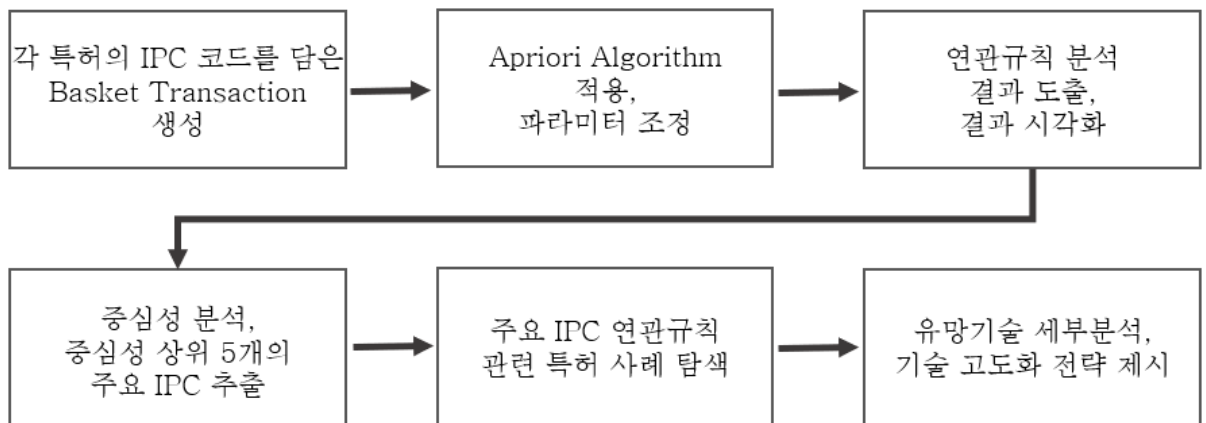 각 특허의 IPC 코드를 담은
Basket Transaction
생성
Apriori Algorithm
적용,
파라미터 조정
연관규칙 분석
결과 도출,
결과 시각화
중심성 분석,
중심성 상위 5개의
주요 IPC 추출
주요 IPC 연관규칙
관련 특허 사례 탐색
유망기술 세부분석,
기술 고도화 전략 제시